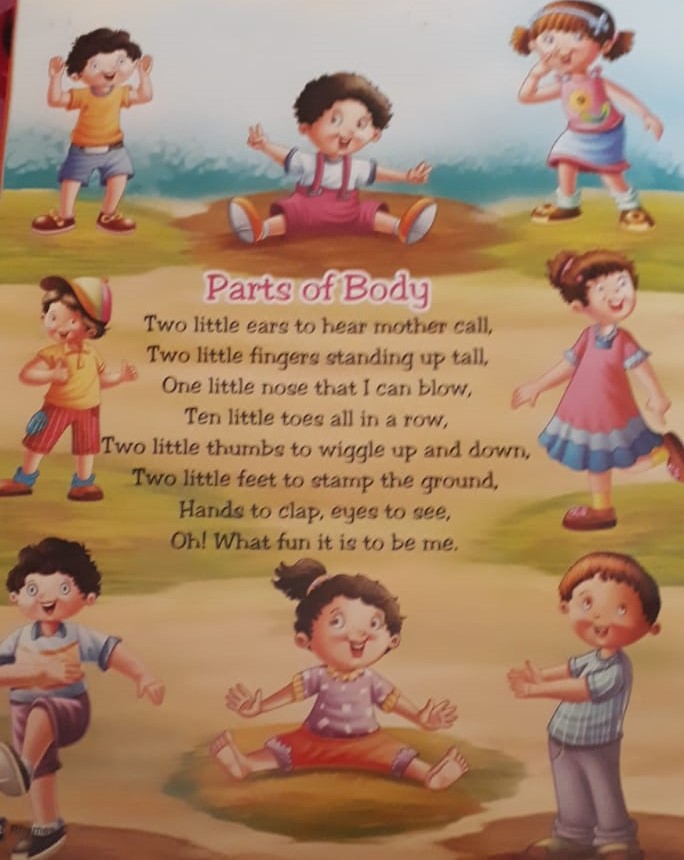 Parts of Body
Two little ears to hear mother call,
Two little fingers standing up tall,
One little nose that I can blow,
Ten little toes all in a row,
Two little thumbs to wiggle up and down,
Two little feet to stamp the ground,
Hands to clap, eyes to see,
Oh! What fun it is to be me.